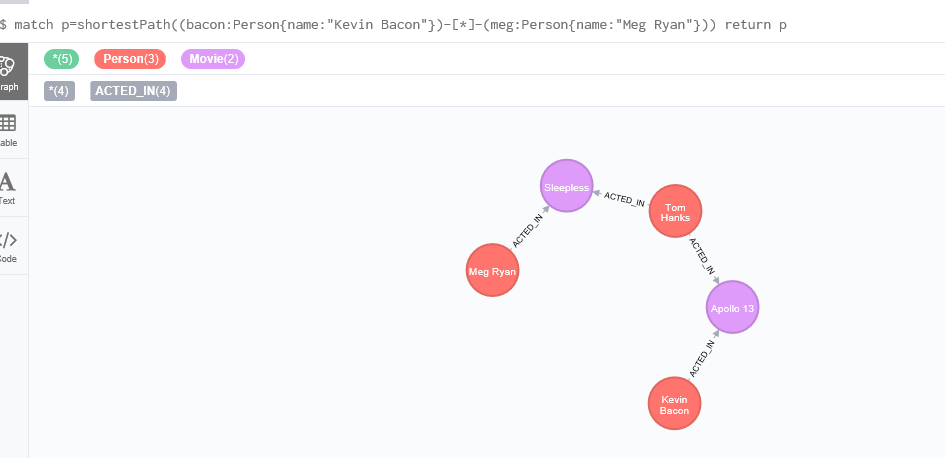 $ match p=shortestPath((bacon:Person{name:"Kevin Bacon"})-[*]-(meg:Person{name:"Meg Ryan"})) return p
*(5) Person(3) Movie(2)
*(4) ACTED_IN(4)
raph
able
Text
Code
Sleepless
ACTED_IN
Tom
Hanks
ACTED_IN
Meg Ryan
ACTED_IN
Apollo 13
ACTED_IN
Kevin
Bacon